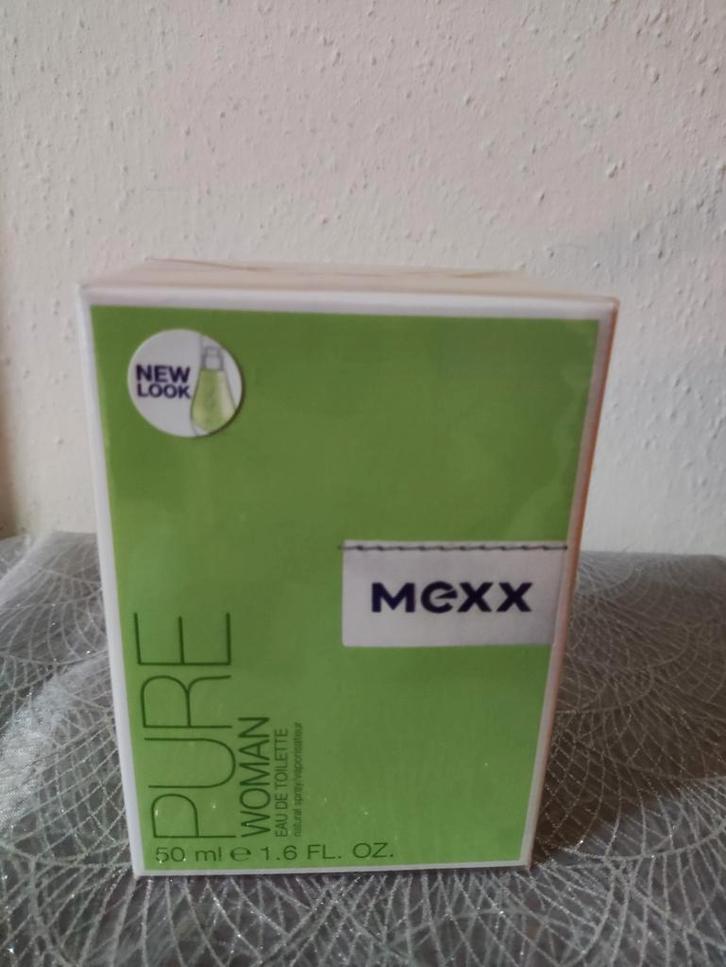 NEW
LOOK
Mexx
PURE
WOMAN
EAU DE TOILETTE
natural spray/vaporisateur
50 ml e 1.6 FL. OZ.